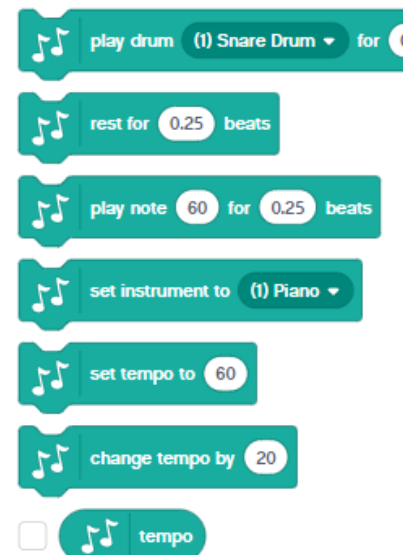 play drum (1) Snare Drum for
rest for 0.25 beats
play note 60 for 0.25 beats
set instrument to (1) Piano
set tempo to 60
change tempo by 20
tempo